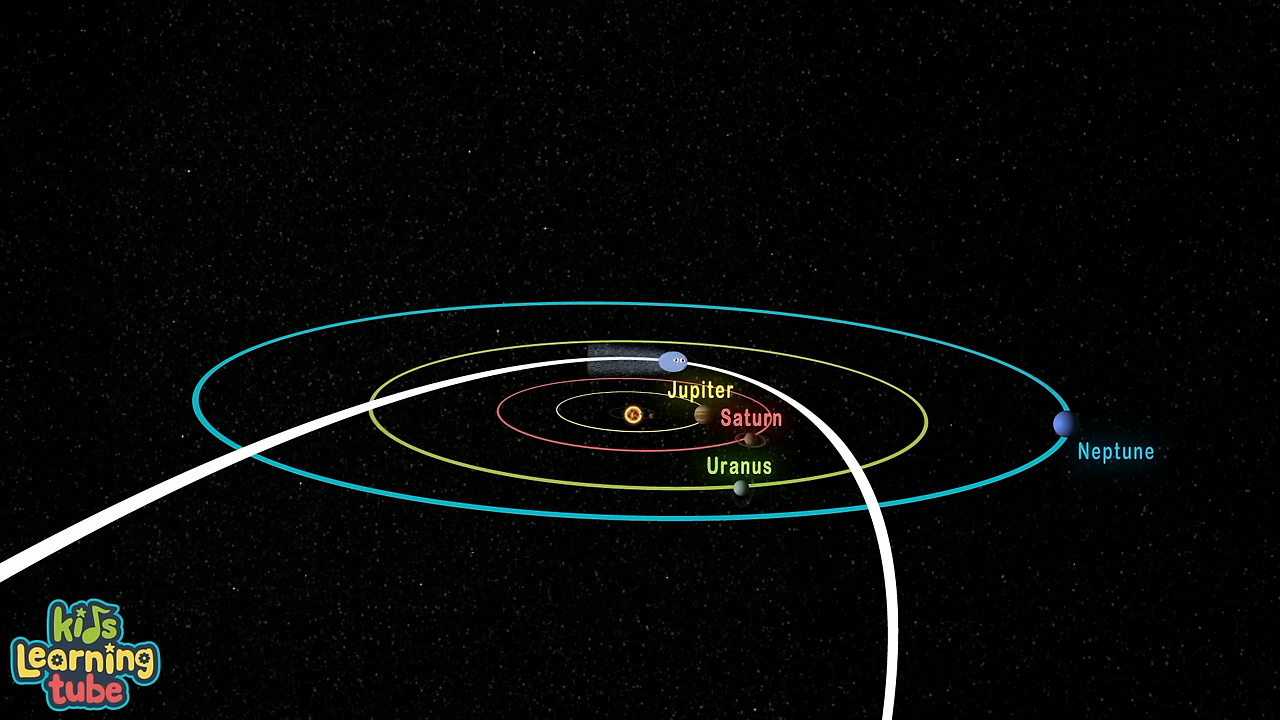 Jupiter
Saturn
Uranus
Neptune
kids
Learning
tube